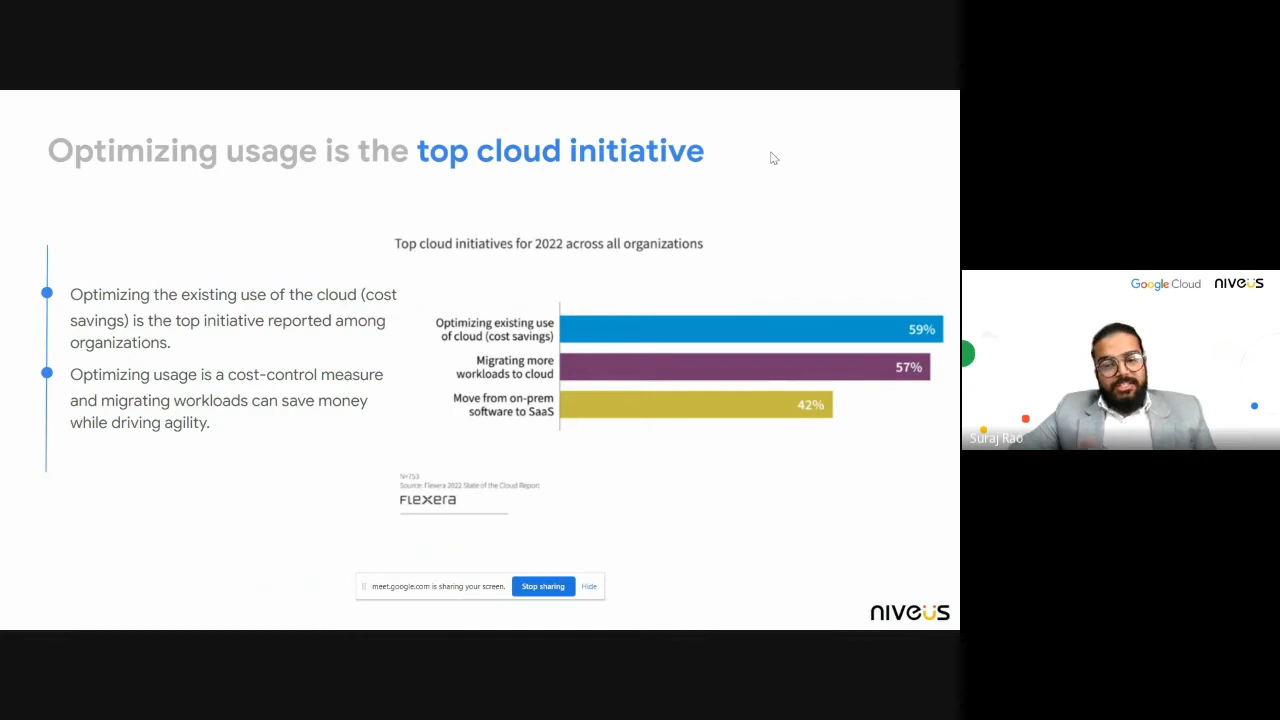 Optimizing usage is the top cloud initiative
Top cloud initiatives for 2022 across all organizations
Optimizing the existing use of the cloud (cost
savings) is the top initiative reported among
organizations.
Optimizing usage is a cost-control measure
and migrating workloads can save money
while driving agility.
Optimizing existing use
of cloud (cost savings)
59%
Migrating more
workloads to cloud
57%
Move from on-prem
software to SaaS
42%
N=753
Source: Flexera 2022 State of the Cloud Report
FLEXERA
meet.google.com is sharing your screen. Stop sharing Hide
NIVEUS
Google Cloud NIVEUS
Suraj Rao